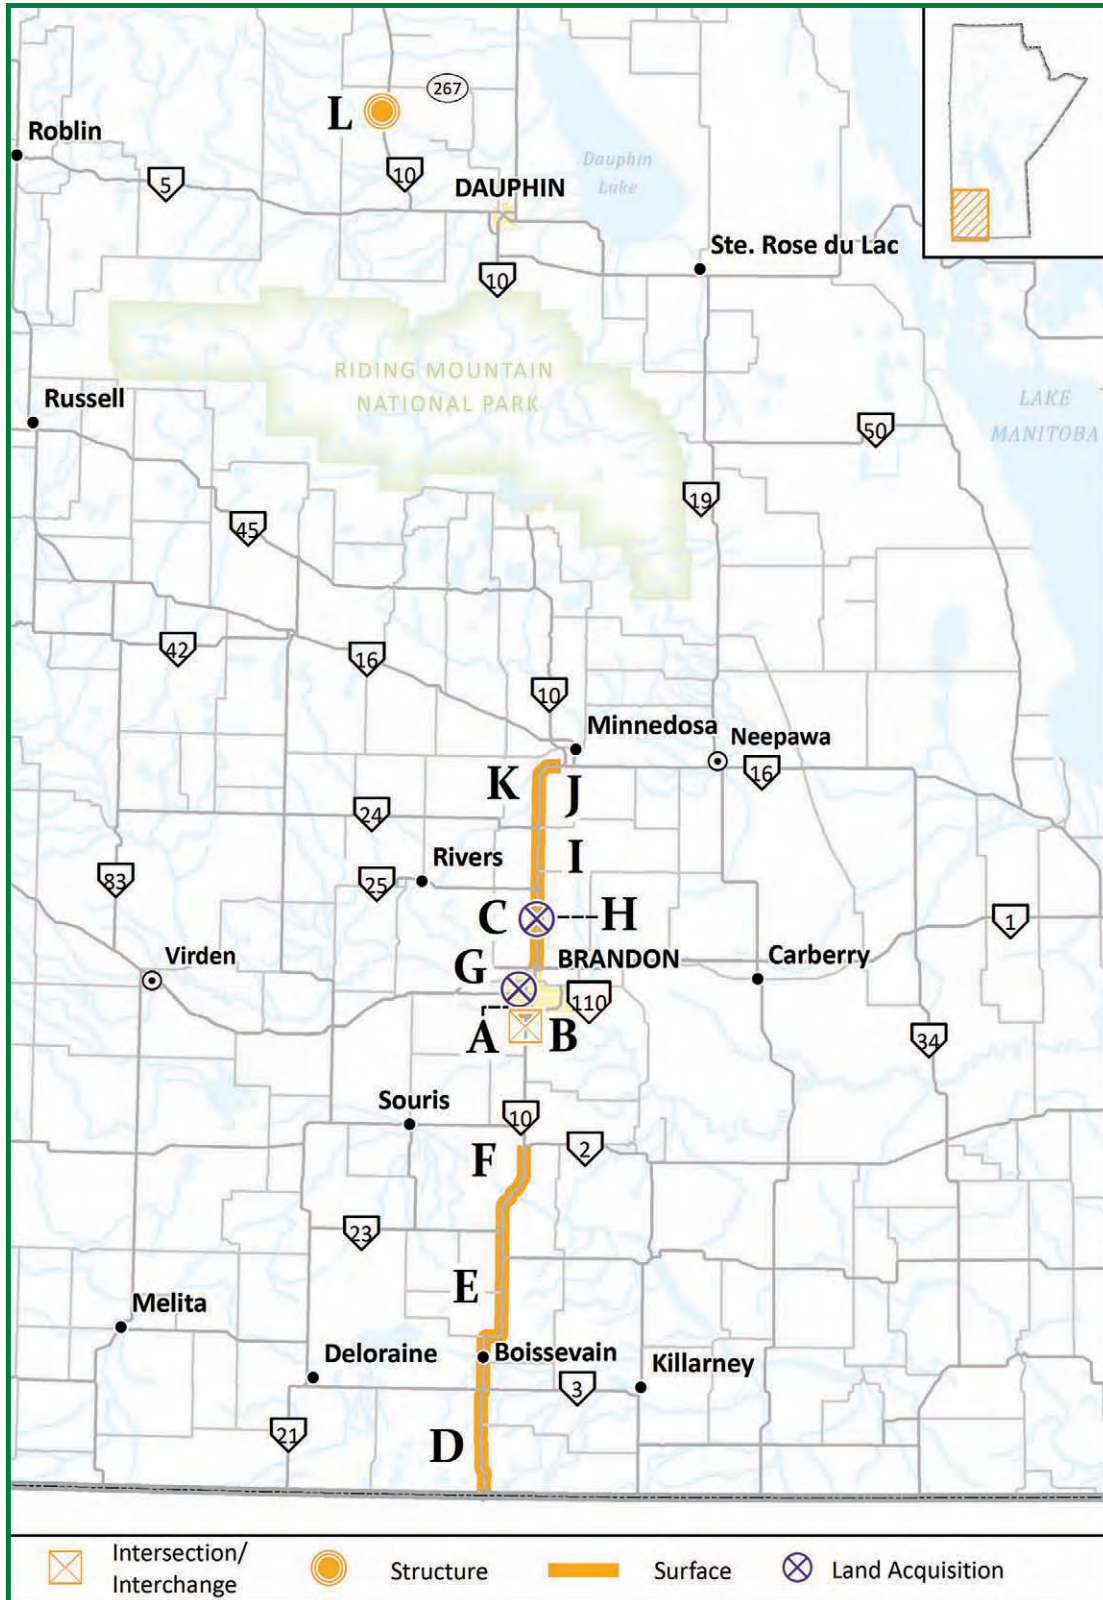 267
L
Roblin
5
10
DAUPHIN
Dauphin
Lake
Ste. Rose du Lac
10
RIDING MOUNTAIN
NATIONAL PARK
Russell
LAKE
MANITOBA
50
19
45
42
16
10
Minnedosa
Neepawa
16
K
J
24
I
Rivers
25
83
C
H
1
Virden
G
BRANDON
Carberry
110
A
B
34
Souris
10
F
2
23
E
Melita
Deloraine
Boissevain
Killarney
3
21
D
Intersection/
Interchange
Structure
Surface
Land Acquisition